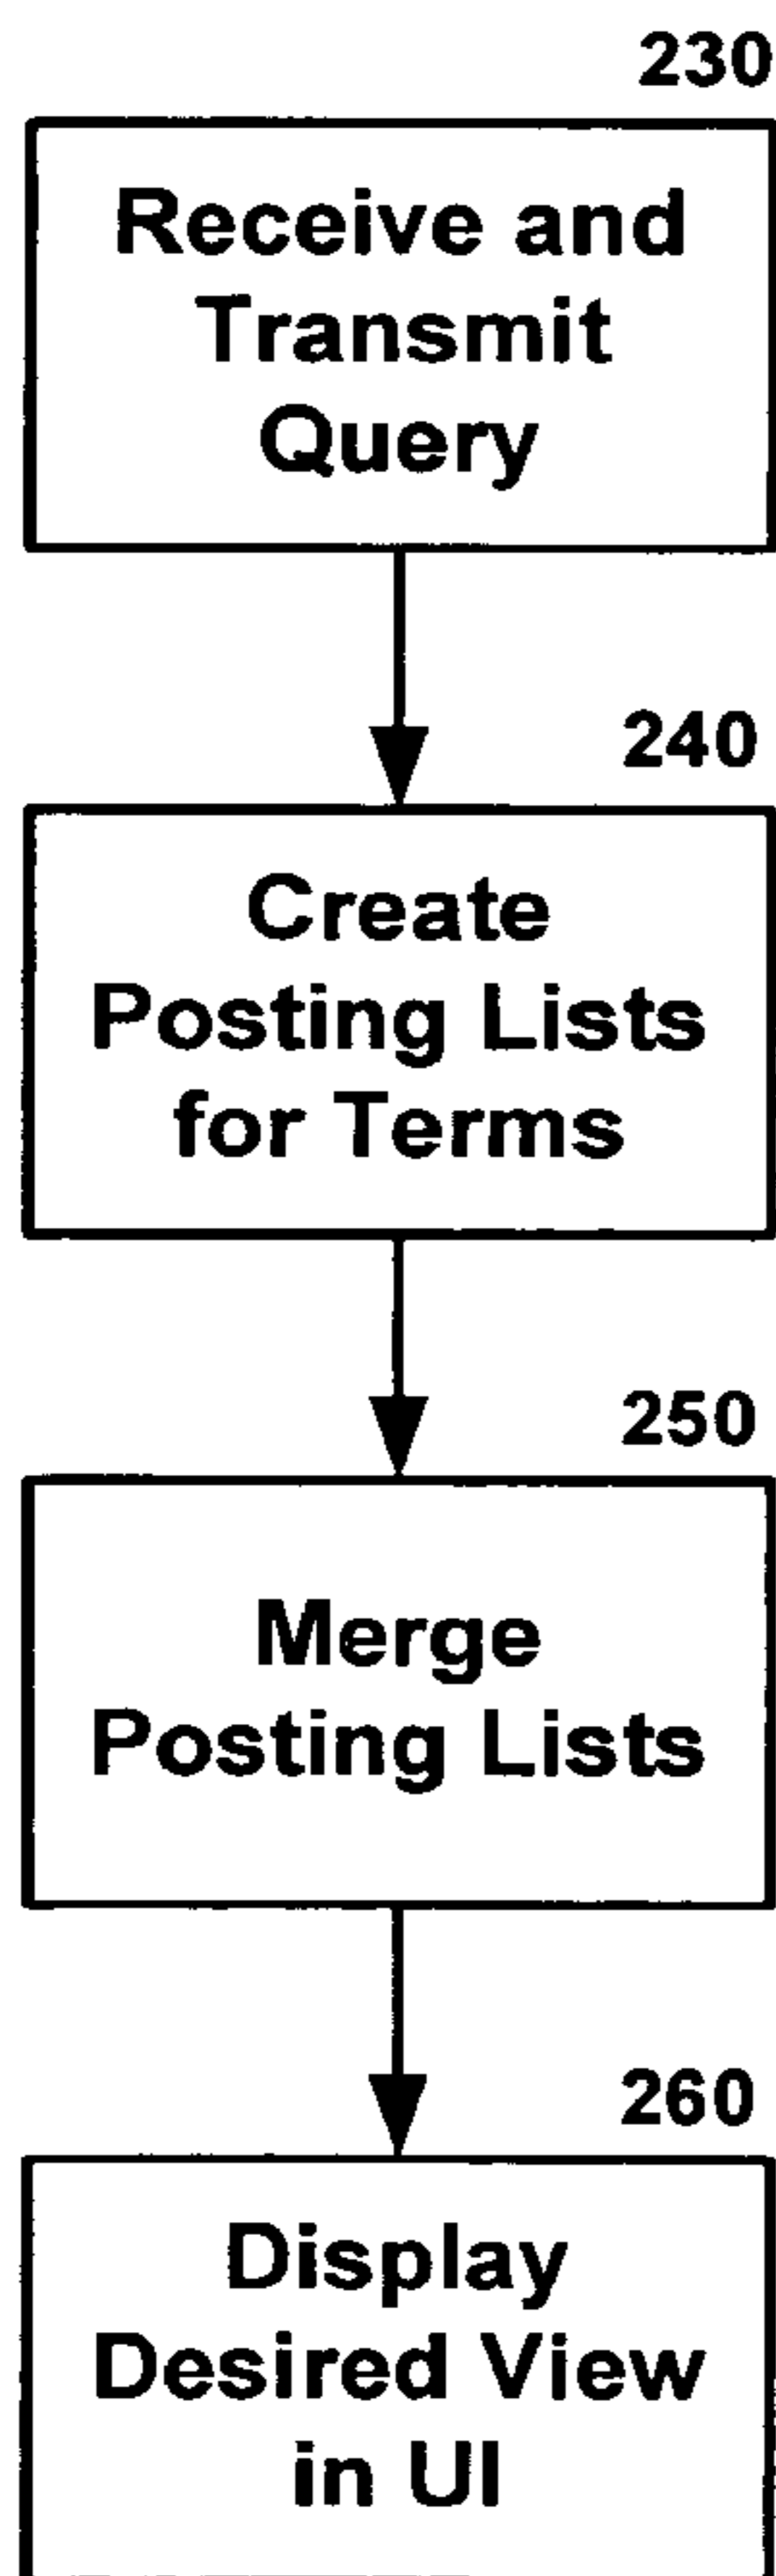 230
Receive and
Transmit
Query
240
Create
Posting Lists
for Terms
250
Merge
Posting Lists
260
Display
Desired View
in UI